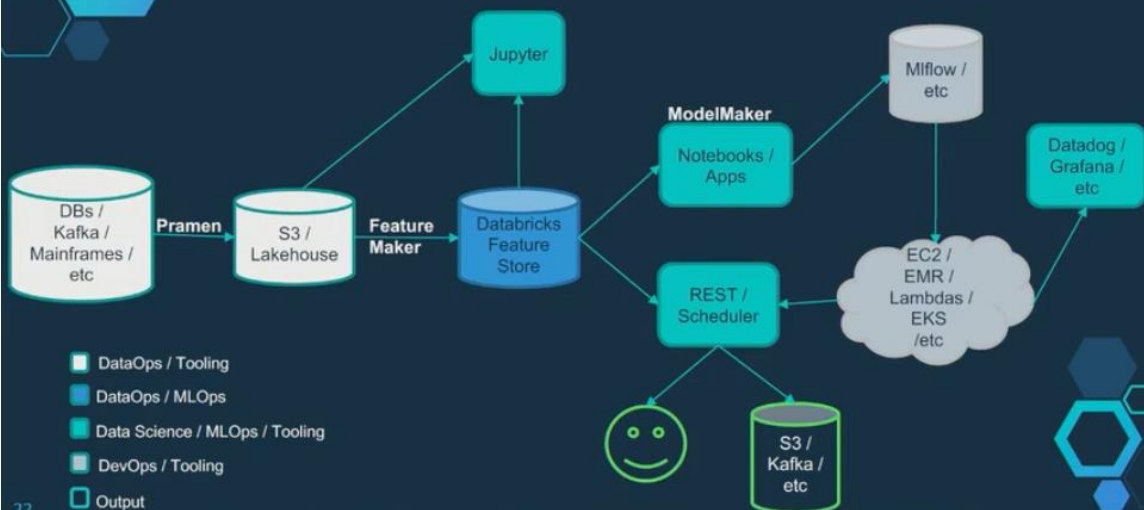 Jupyter
Mlflow /
etc
ModelMaker
Notebooks /
Apps
Datadog /
Grafana /
etc
DBs /
Kafka /
Mainframes /
etc
Pramen
S3 /
Lakehouse
Feature
Maker
Databricks
Feature
Store
REST /
Scheduler
EC2 /
EMR /
Lambdas /
EKS
/etc
DataOps / Tooling
DataOps / MLOps
Data Science / MLOps / Tooling
DevOps / Tooling
Output
S3 /
Kafka /
etc